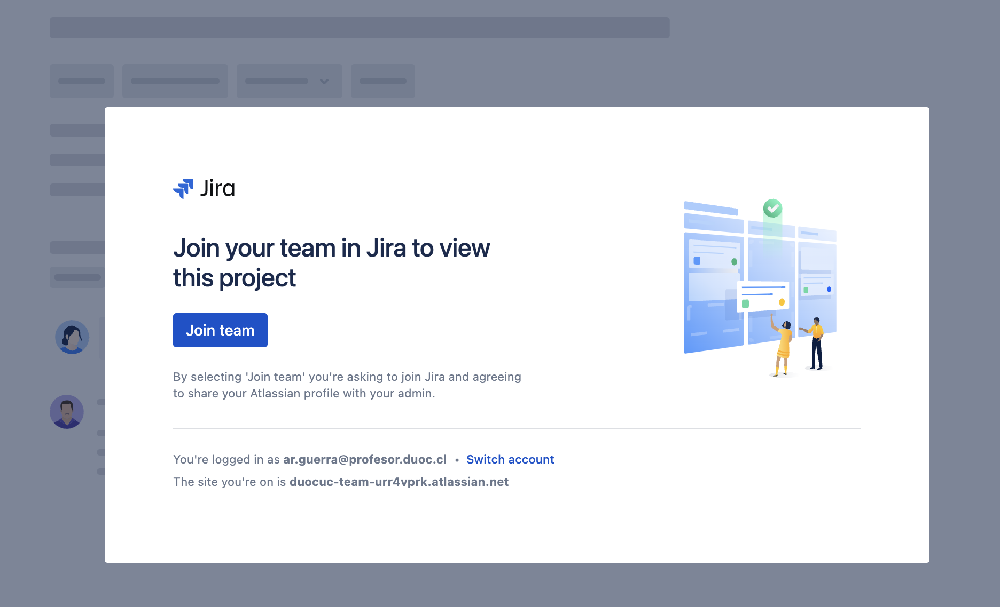 Jira
Join your team in Jira to view
this project
Join team
By selecting 'Join team' you're asking to join Jira and agreeing
to share your Atlassian profile with your admin.
You're logged in as ar.guerra@profesor.duoc.cl • Switch account
The site you're on is duocuc-team-urr4vprk.atlassian.net